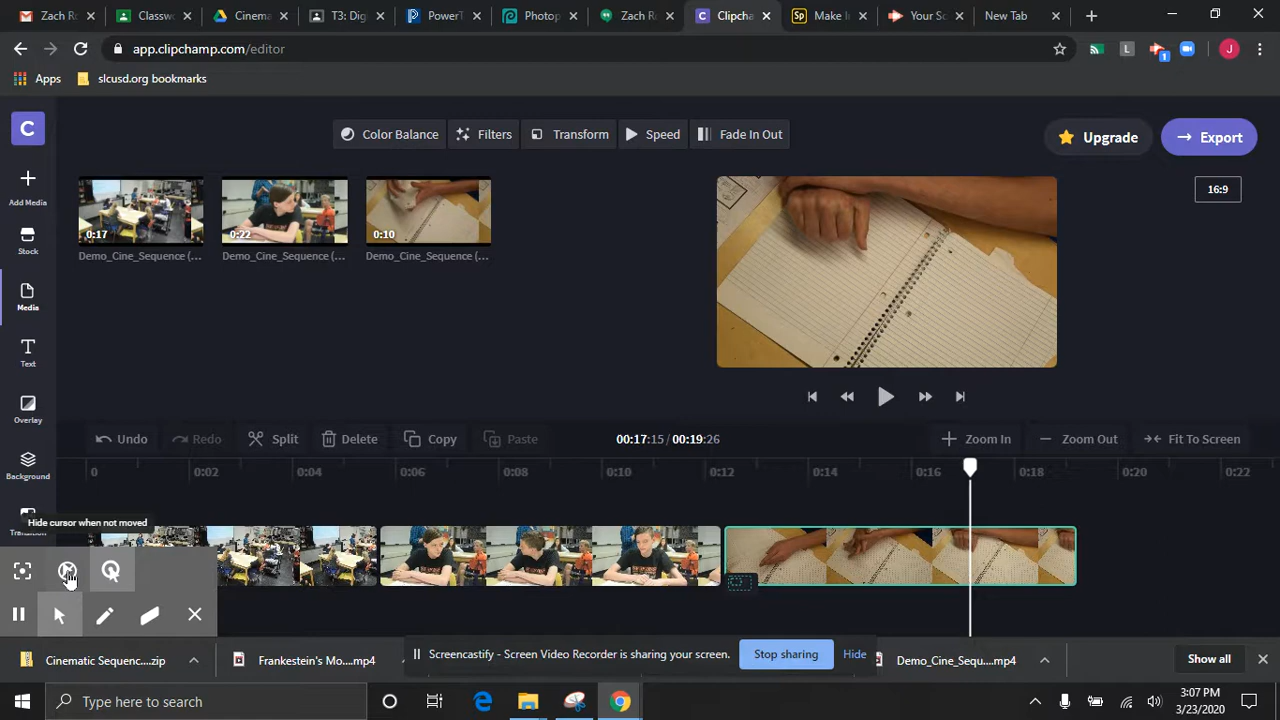 Zach R
Classw
Cinema
T3: Dig
PowerT
Photop
Zach Ro
Clipcha
Make In
Your Sc
New Tab
app.clipchamp.com/editor
L
1
J
Apps
slcusd.org bookmarks
C
Color Balance
Filters
Transform
Speed
Fade In Out
Upgrade
Export
Add Media
Stock
Media
Text
Overlay
Background
0:17
0:22
0:10
Demo_Cine_Sequence (...
Demo_Cine_Sequence (...
Demo_Cine_Sequence (...
16:9
Undo
Redo
Split
Delete
Copy
Paste
00:17:15 / 00:19:26
Zoom In
Zoom Out
Fit To Screen
0
0:02
0:04
0:06
0:08
0:10
0:12
0:14
0:16
0:18
0:20
0:22
Hide cursor when not moved
Screencastify - Screen Video Recorder is sharing your screen.
Stop sharing
Hide
Cinematic Sequenc....zip
Frankestein's Mo....mp4
Demo_Cine_Sequ....mp4
Show all
Type here to search
3:07 PM
3/23/2020